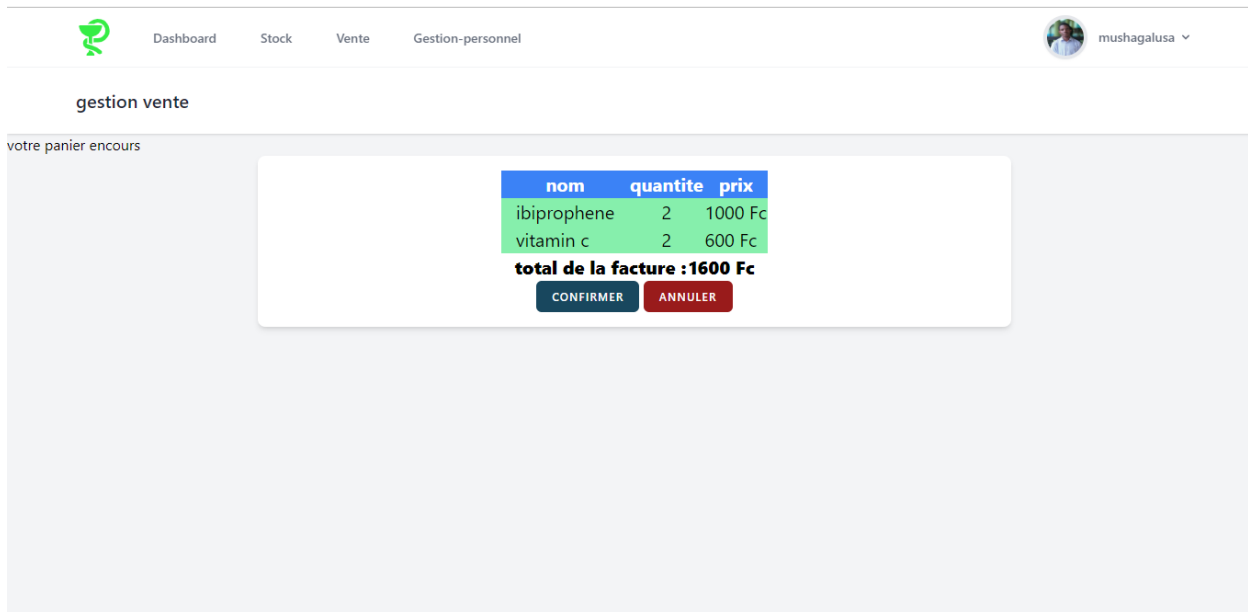 Dashboard Stock Vente Gestion-personnel mushagalusa
gestion vente
votre panier encours
nom quantite prix
ibiprophene 2 1000 Fc
vitamin c 2 600 Fc
total de la facture :1600 Fc
CONFIRMER ANNULER